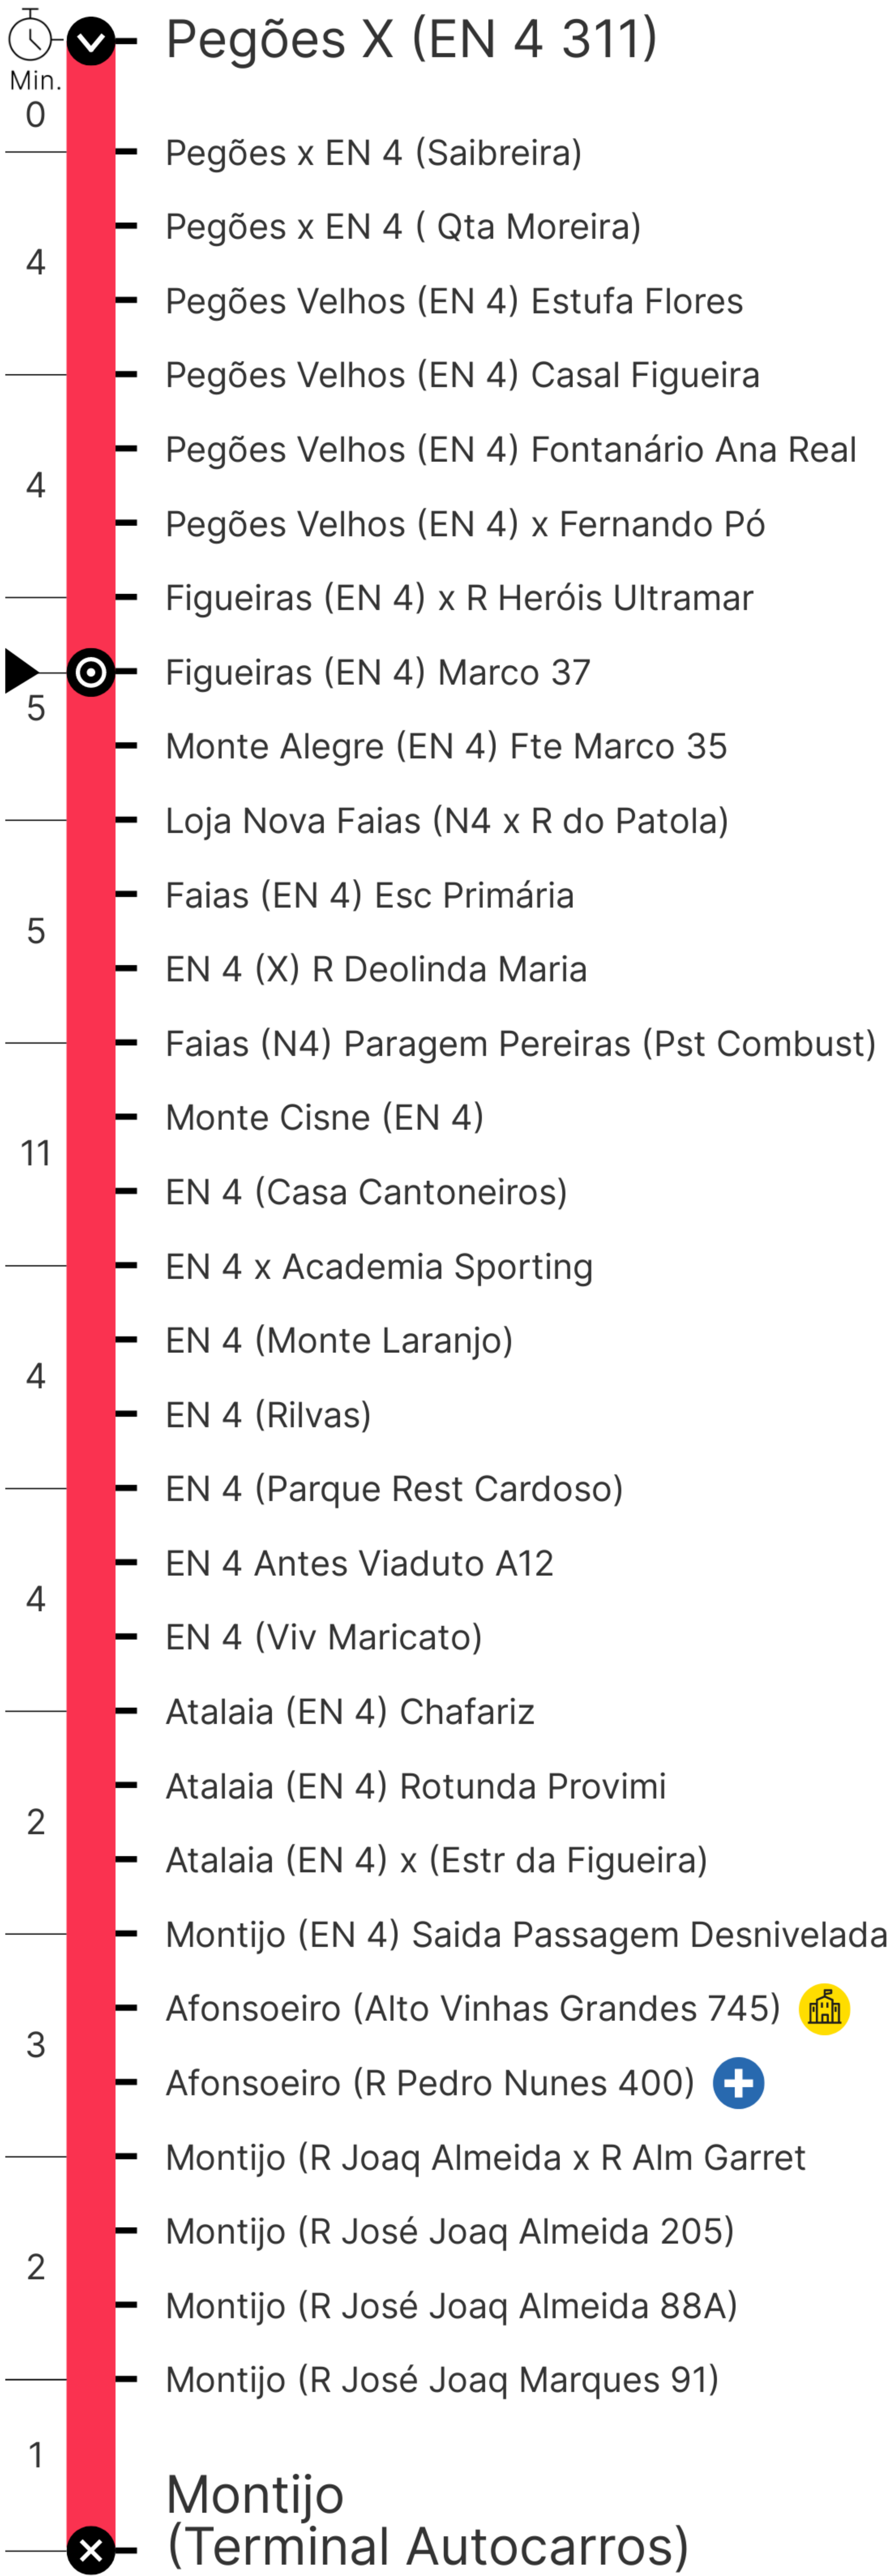 Pegões X (EN 4 311)
Min.
0
Pegões x EN 4 (Saibreira)
Pegões x EN 4 ( Qta Moreira)
4
Pegões Velhos (EN 4) Estufa Flores
Pegões Velhos (EN 4) Casal Figueira
Pegões Velhos (EN 4) Fontanário Ana Real
4
Pegões Velhos (EN 4) x Fernando Pó
Figueiras (EN 4) x R Heróis Ultramar
Figueiras (EN 4) Marco 37
5
Monte Alegre (EN 4) Fte Marco 35
Loja Nova Faias (N4 x R do Patola)
Faias (EN 4) Esc Primária
5
EN 4 (X) R Deolinda Maria
Faias (N4) Paragem Pereiras (Pst Combust)
Monte Cisne (EN 4)
11
EN 4 (Casa Cantoneiros)
EN 4 x Academia Sporting
EN 4 (Monte Laranjo)
4
EN 4 (Rilvas)
EN 4 (Parque Rest Cardoso)
EN 4 Antes Viaduto A12
4
EN 4 (Viv Maricato)
Atalaia (EN 4) Chafariz
Atalaia (EN 4) Rotunda Provimi
2
Atalaia (EN 4) x (Estr da Figueira)
Montijo (EN 4) Saida Passagem Desnivelada
Afonsoeiro (Alto Vinhas Grandes 745)
3
Afonsoeiro (R Pedro Nunes 400)
Montijo (R Joaq Almeida x R Alm Garret
Montijo (R José Joaq Almeida 205)
2
Montijo (R José Joaq Almeida 88A)
Montijo (R José Joaq Marques 91)
1
Montijo
(Terminal Autocarros)